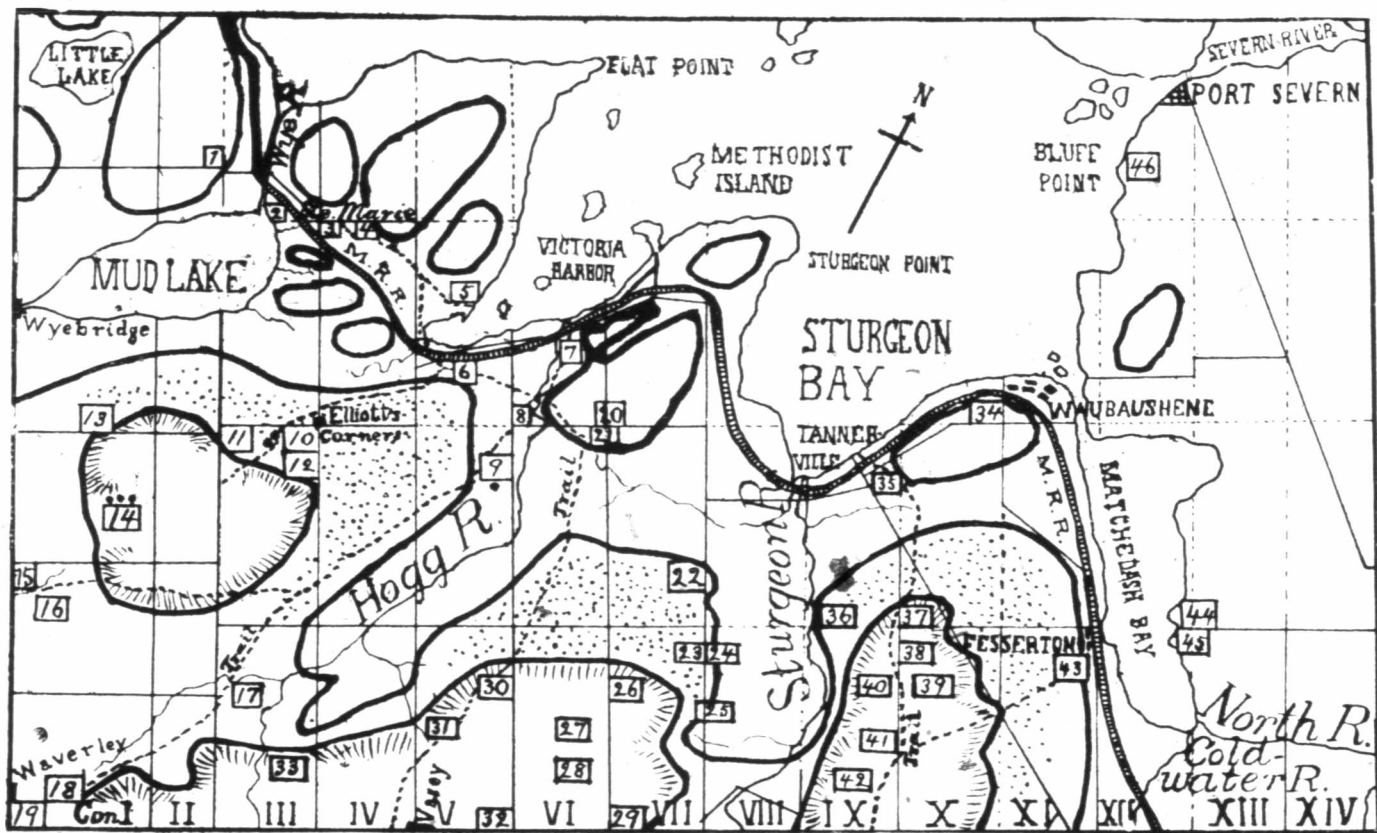 LITTLE
LAKE
FLAT POINT
SEVERN RIVER
PORT SEVERN
N
Wye R
METHODIST
ISLAND
BLUFF
POINT
46
1
2
Ste. Marie
3
4
M. R. R.
VICTORIA
HARBOR
STURGEON POINT
MUD LAKE
5
Wyebridge
STURGEON
BAY
6
7
8
20
21
34
WWUBAUSHENE
13
11
10
12
Elliott's
Corners
9
TANNER-
VILLE
35
M. R. R.
MATCHEDASH BAY
14
Trail
Hogg R.
Sturgeon R
15
16
22
36
37
44
45
FESSERTON
43
23
24
38
Trail
17
30
26
25
40
39
31
27
41
Trail
North R.
Waverley
33
28
42
Cold-
water R.
18
19
Con I
II
III
IV
Vasey
V
32
VI
29
VII
VIII
IX
X
XI
XII
XIII
XIV